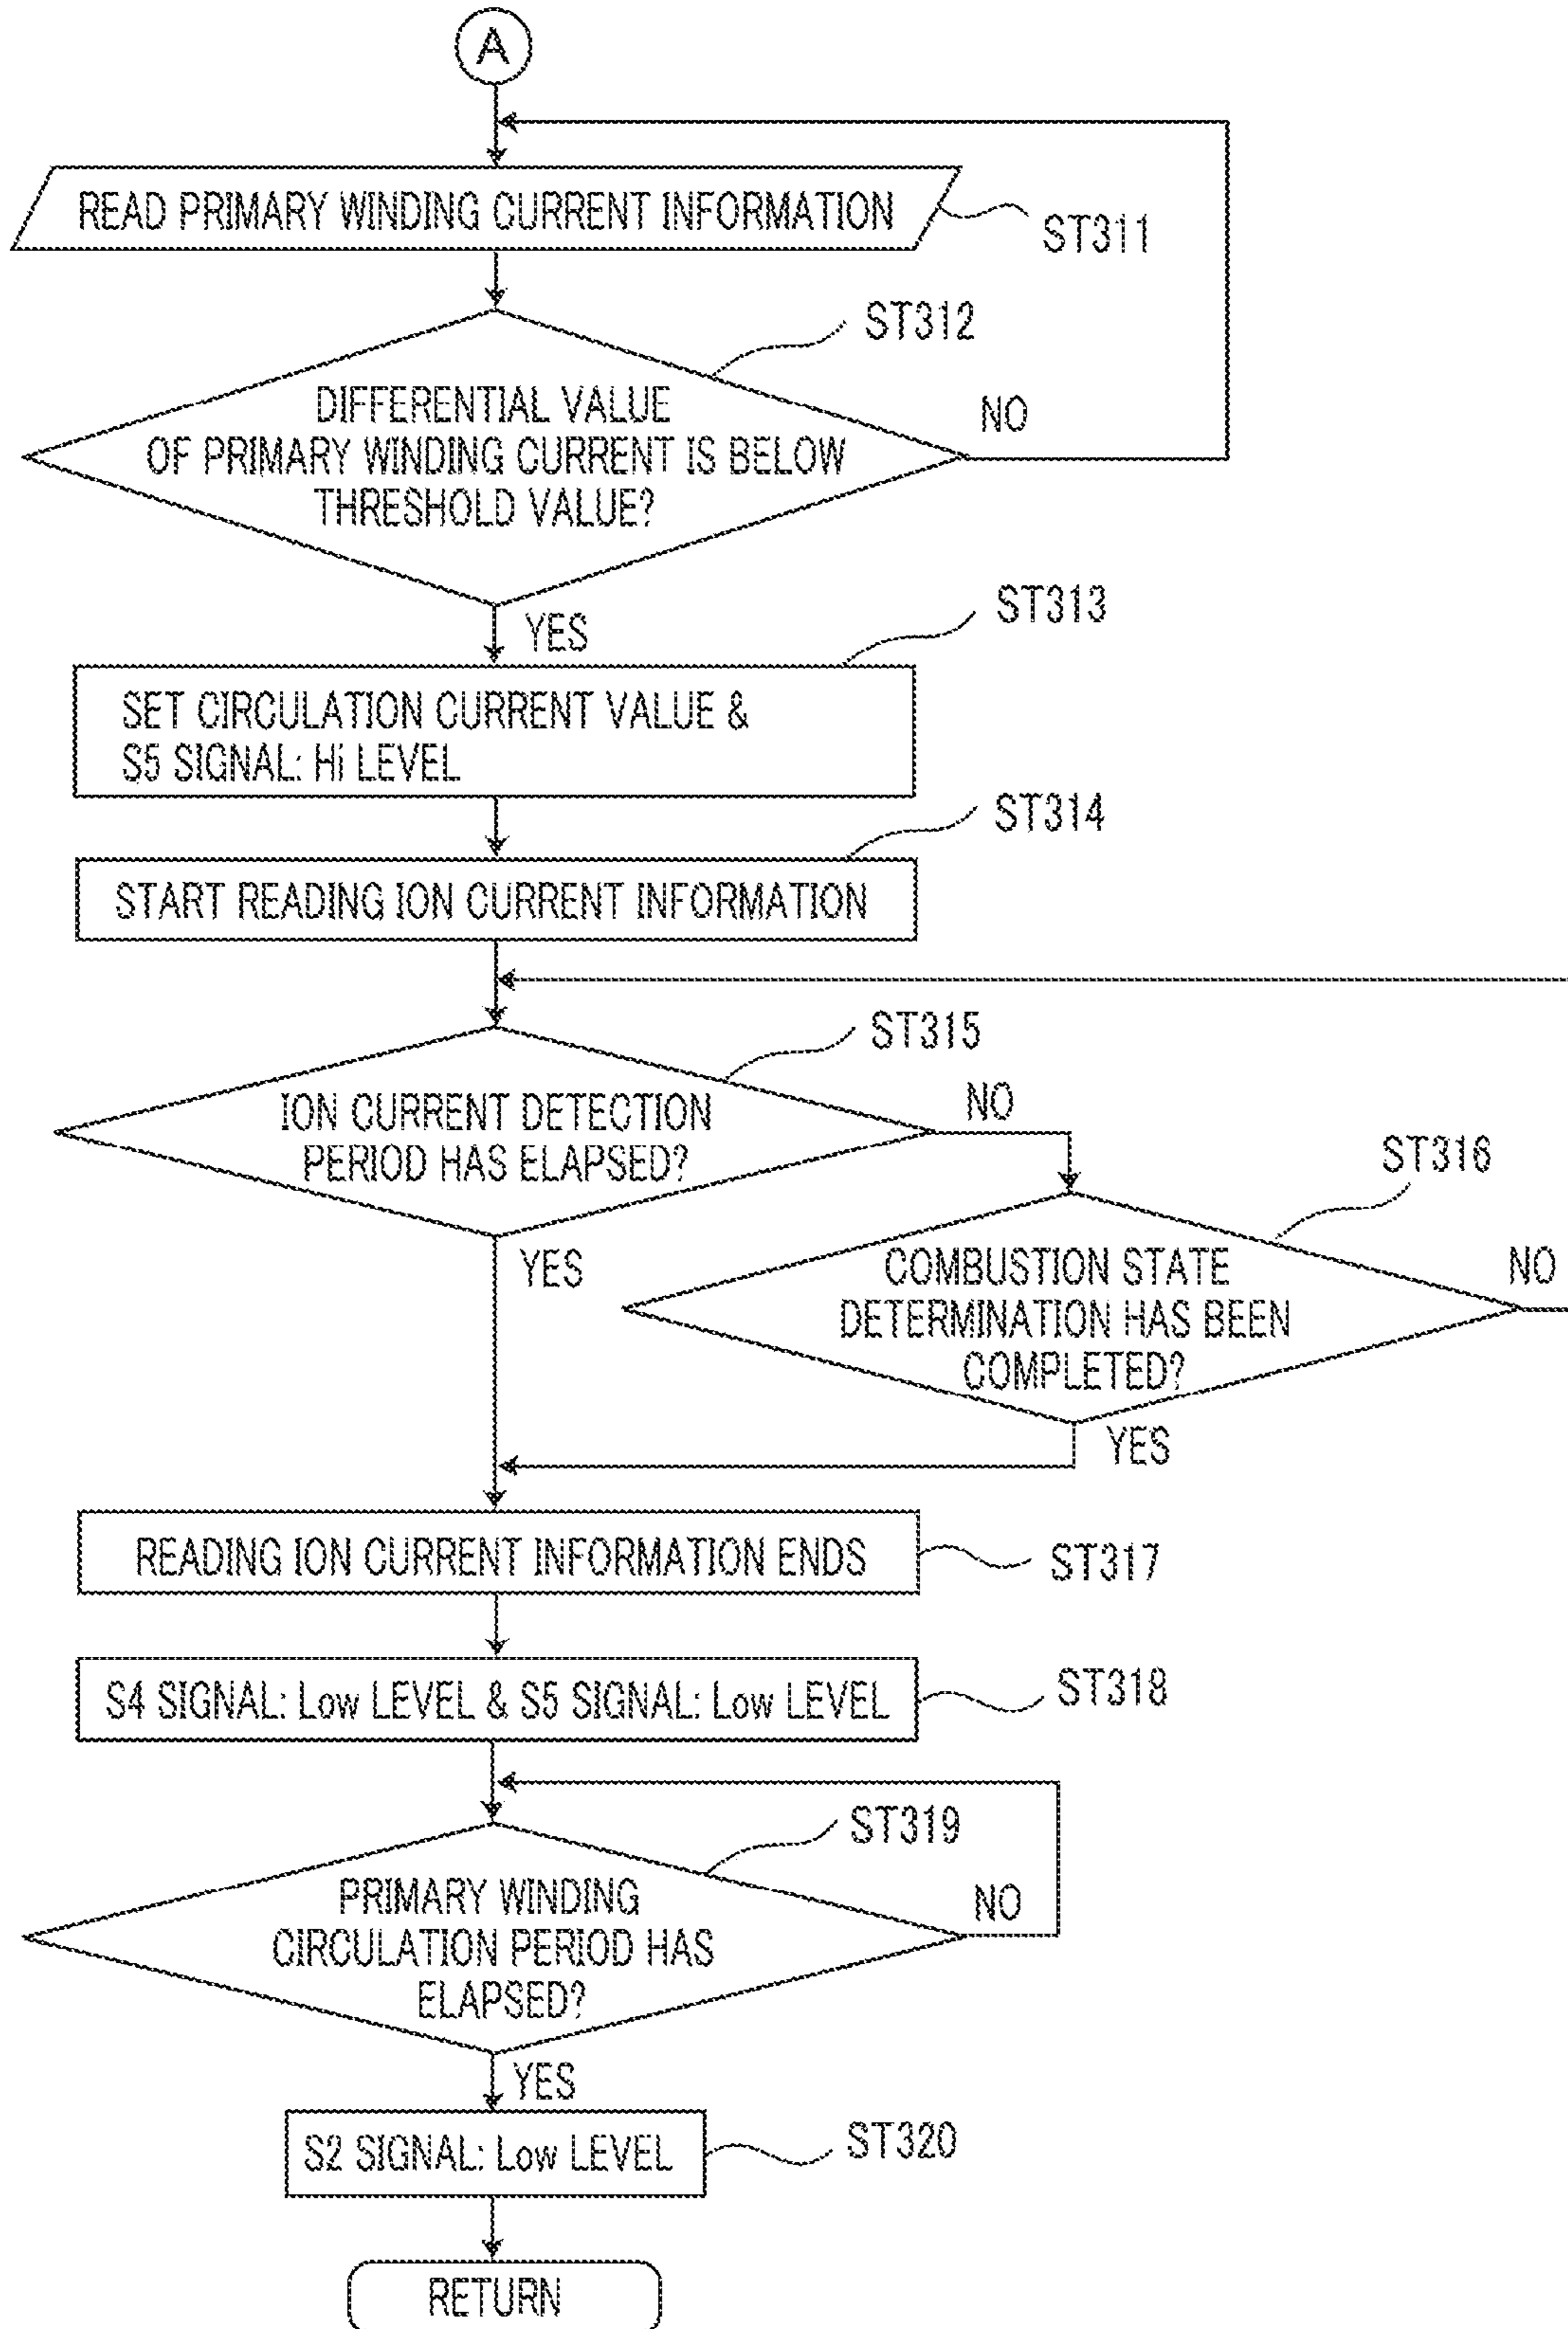 A
READ PRIMARY WINDING CURRENT INFORMATION
ST311
ST312
DIFFERENTIAL VALUE
OF PRIMARY WINDING CURRENT IS BELOW
THRESHOLD VALUE?
NO
YES
ST313
SET CIRCULATION CURRENT VALUE &
S5 SIGNAL: Hi LEVEL
ST314
START READING ION CURRENT INFORMATION
ST315
ION CURRENT DETECTION
PERIOD HAS ELAPSED?
NO
YES
ST316
COMBUSTION STATE
DETERMINATION HAS BEEN
COMPLETED?
NO
YES
READING ION CURRENT INFORMATION ENDS
ST317
S4 SIGNAL: Low LEVEL & S5 SIGNAL: Low LEVEL
ST318
ST319
PRIMARY WINDING
CIRCULATION PERIOD HAS
ELAPSED?
NO
YES
S2 SIGNAL: Low LEVEL
ST320
RETURN